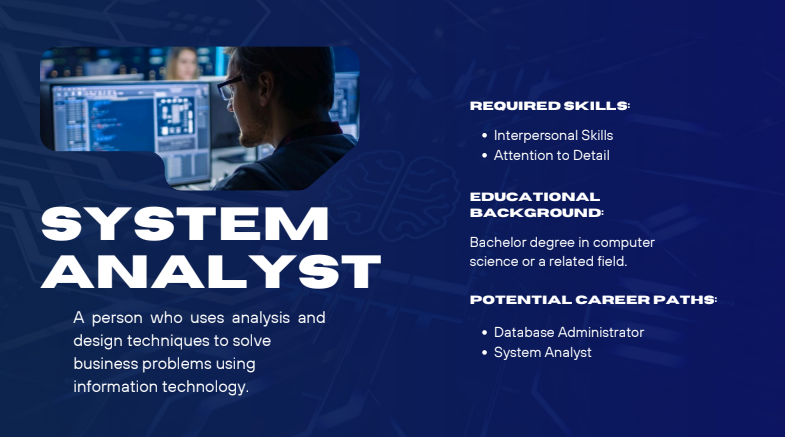 SYSTEM
ANALYST
A person who uses analysis and
design techniques to solve
business problems using
information technology.
REQUIRED SKILLS:
• Interpersonal Skills
• Attention to Detail
EDUCATIONAL
BACKGROUND:
Bachelor degree in computer
science or a related field.
POTENTIAL CAREER PATHS:
• Database Administrator
• System Analyst